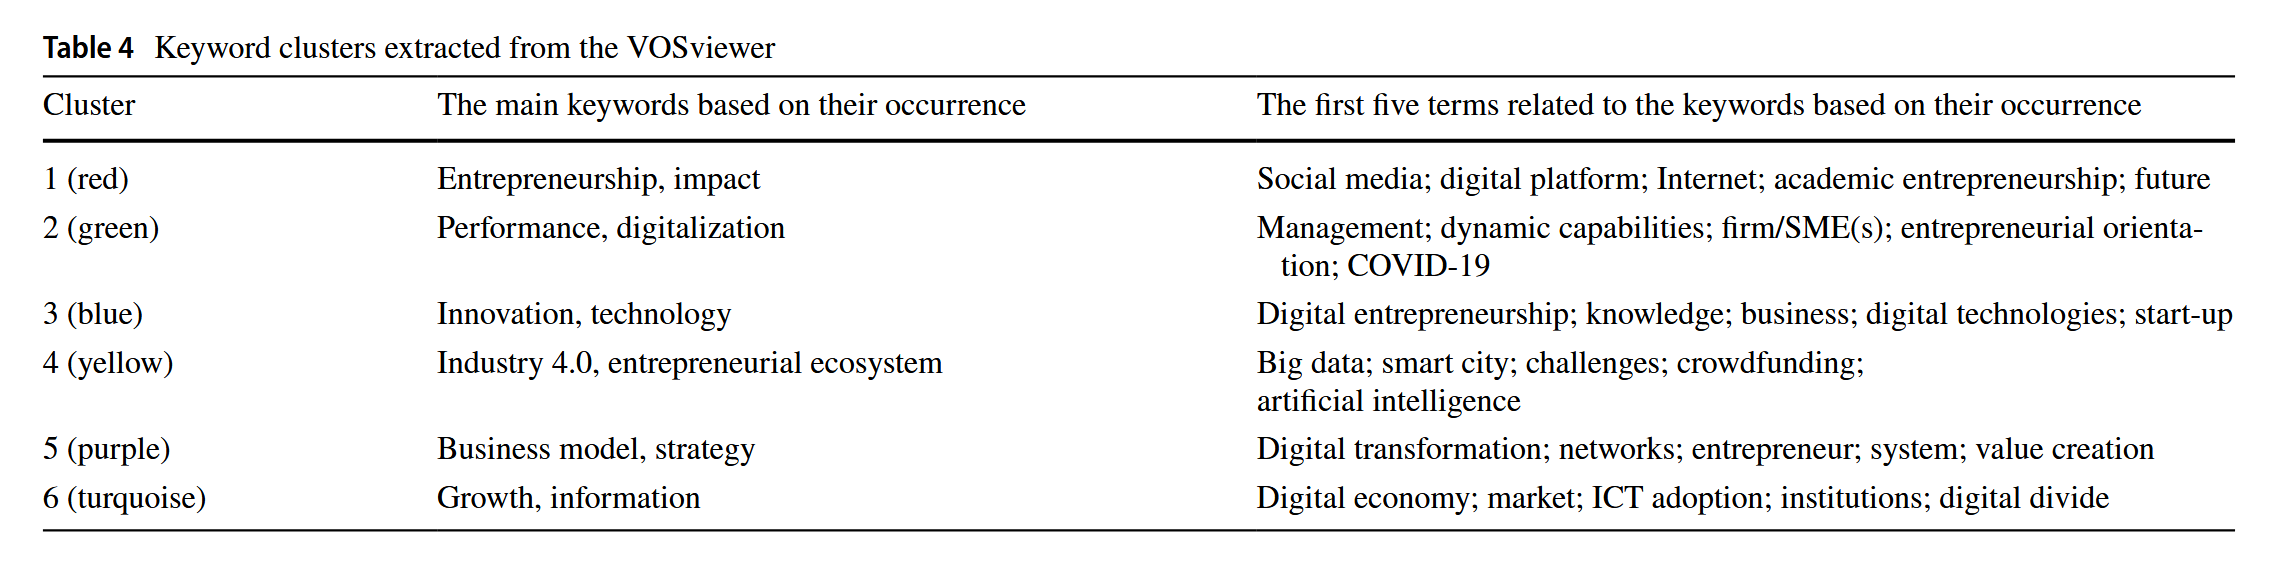 Table 4 Keyword clusters extracted from the VOSviewer
Cluster The main keywords based on their occurrence The first five terms related to the keywords based on their occurrence
1 (red) Entrepreneurship, impact Social media; digital platform; Internet; academic entrepreneurship; future
2 (green) Performance, digitalization Management; dynamic capabilities; firm/SME(s); entrepreneurial orienta-
tion; COVID-19
3 (blue) Innovation, technology Digital entrepreneurship; knowledge; business; digital technologies; start-up
4 (yellow) Industry 4.0, entrepreneurial ecosystem Big data; smart city; challenges; crowdfunding;
artificial intelligence
5 (purple) Business model, strategy Digital transformation; networks; entrepreneur; system; value creation
6 (turquoise) Growth, information Digital economy; market; ICT adoption; institutions; digital divide